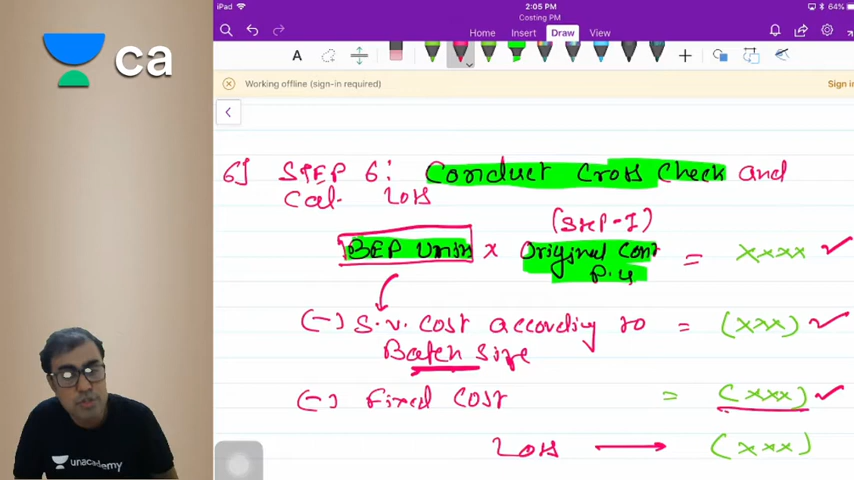 iPad
2:05 PM
64%
Costing PM
Home Insert Draw View
A
Working offline (sign-in required)
Sign in
ca
6] STEP 6: Conduct Cross Check and
Cal. Loss
(Step-I)
BEP Units x Original Cont = xxxx
P.u
(-) S.V. Cost according to = (xxx)
Batch Size
(-) Fixed Cost = (xxx)
Loss → (xxx)
unacademy